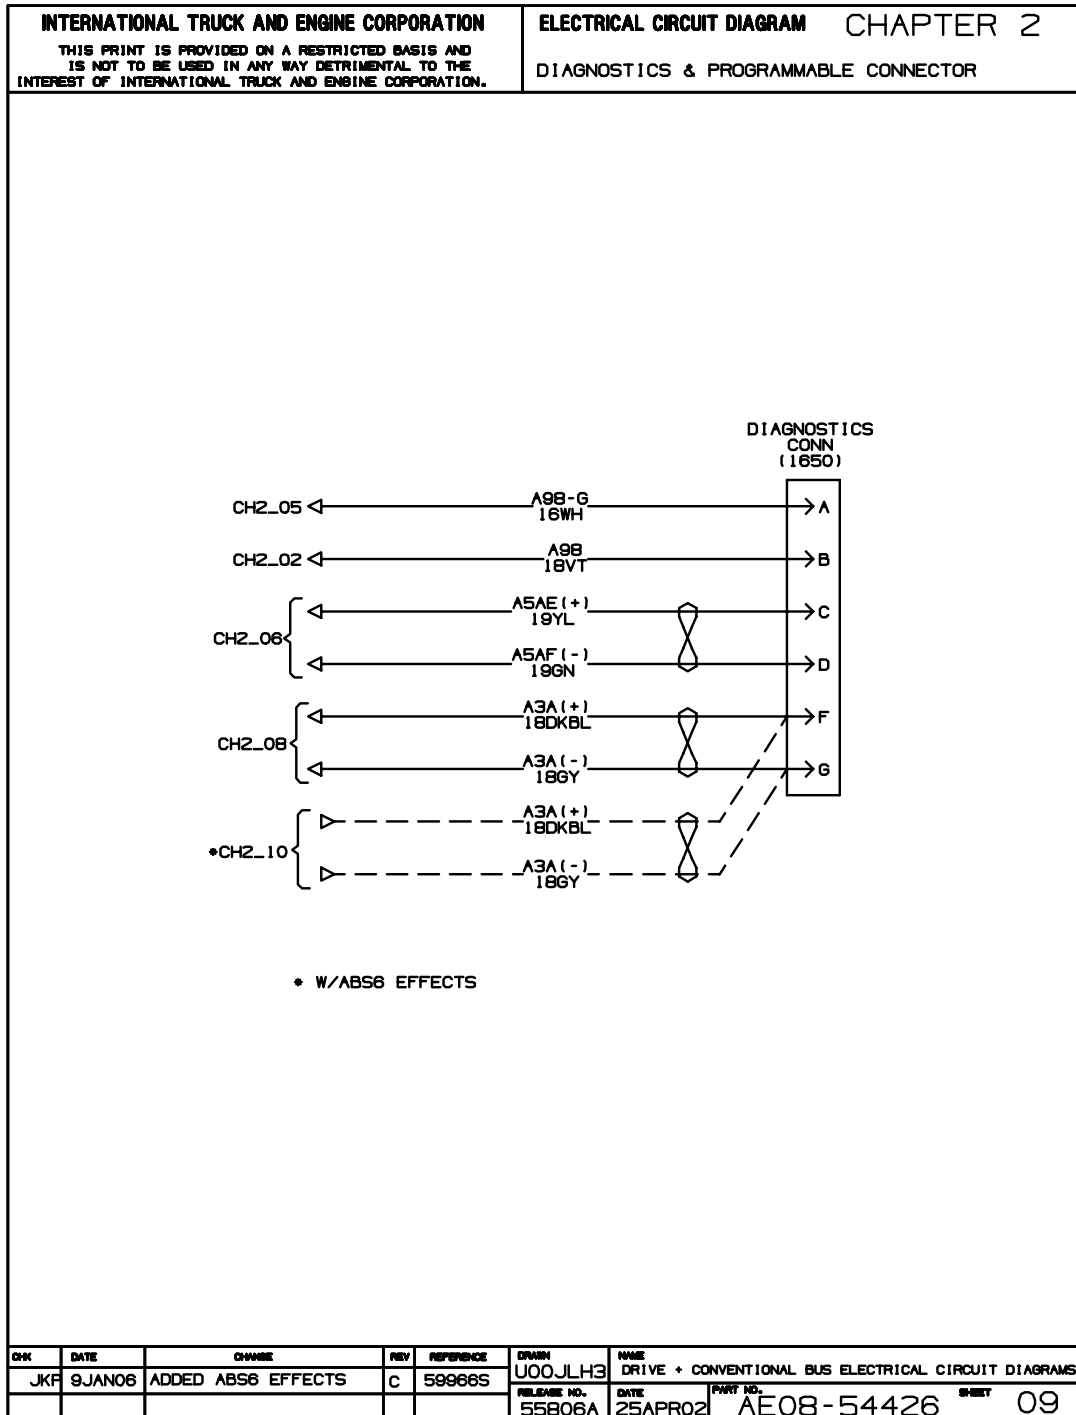 INTERNATIONAL TRUCK AND ENGINE CORPORATION
THIS PRINT IS PROVIDED ON A RESTRICTED BASIS AND
IS NOT TO BE USED IN ANY WAY DETRIMENTAL TO THE
INTEREST OF INTERNATIONAL TRUCK AND ENGINE CORPORATION.
ELECTRICAL CIRCUIT DIAGRAM CHAPTER 2
DIAGNOSTICS & PROGRAMMABLE CONNECTOR
DIAGNOSTICS
CONN
(1650)
CH2_05 A98-G A
16WH
CH2_02 A98 B
18VT
A5AE(+) C
19YL
CH2_06
A5AF(-) D
19GN
A3A(+) F
18DKBL
CH2_08
A3A(-) G
18GY
A3A(+)
18DKBL
*CH2_10
A3A(-)
18GY
* W/ABS6 EFFECTS
CHK DATE CHANGE REV REFERENCE DRAWN NAME
JKP 9JAN06 ADDED ABS6 EFFECTS C 59966S U00JLH3 DRIVE + CONVENTIONAL BUS ELECTRICAL CIRCUIT DIAGRAMS
RELEASE NO. DATE PART NO. SHEET
55806A 25APR02 AE08-54426 09